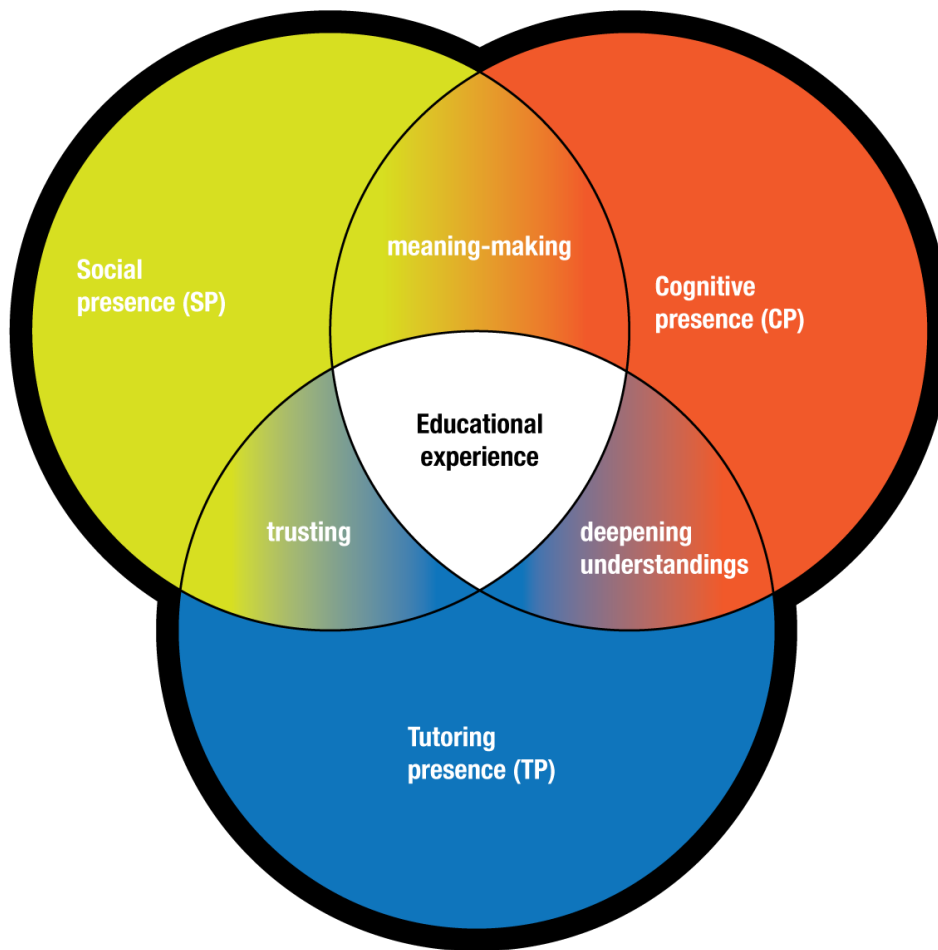 meaning-making
Social
presence (SP)
Cognitive
presence (CP)
Educational
experience
trusting
deepening
understandings
Tutoring
presence (TP)